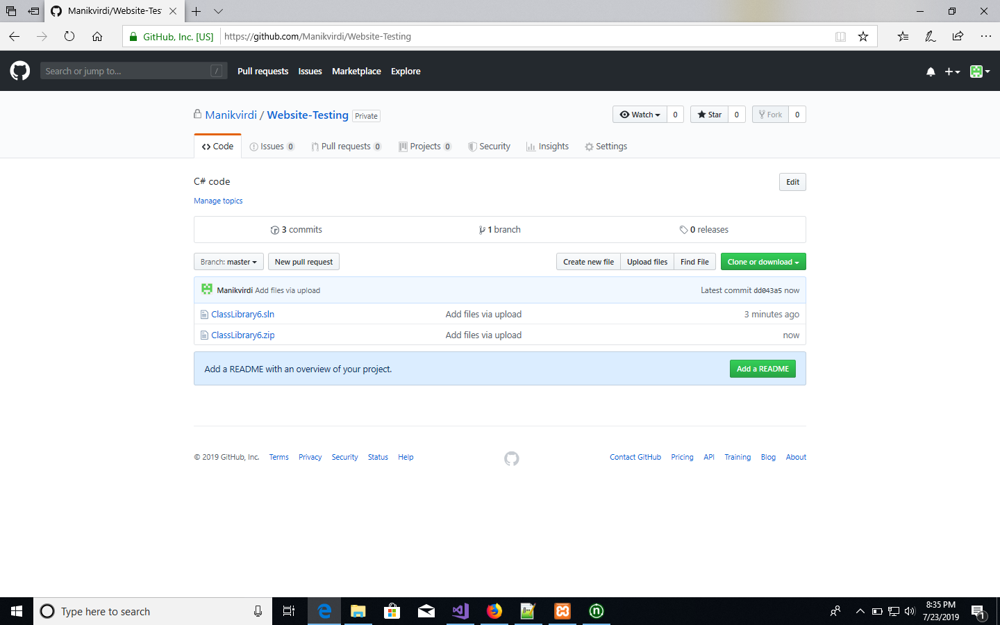 Manikvirdi/Website-Tes
GitHub, Inc. [US] https://github.com/Manikvirdi/Website-Testing
Search or jump to... / Pull requests Issues Marketplace Explore
Manikvirdi / Website-Testing Private Watch 0 Star 0 Fork 0
Code Issues 0 Pull requests 0 Projects 0 Security Insights Settings
C# code Edit
Manage topics
3 commits 1 branch 0 releases
Branch: master New pull request Create new file Upload files Find File Clone or download
Manikvirdi Add files via upload Latest commit dd043a5 now
ClassLibrary6.sln Add files via upload 3 minutes ago
ClassLibrary6.zip Add files via upload now
Add a README with an overview of your project. Add a README
© 2019 GitHub, Inc. Terms Privacy Security Status Help Contact GitHub Pricing API Training Blog About
Type here to search
8:35 PM
7/23/2019
1